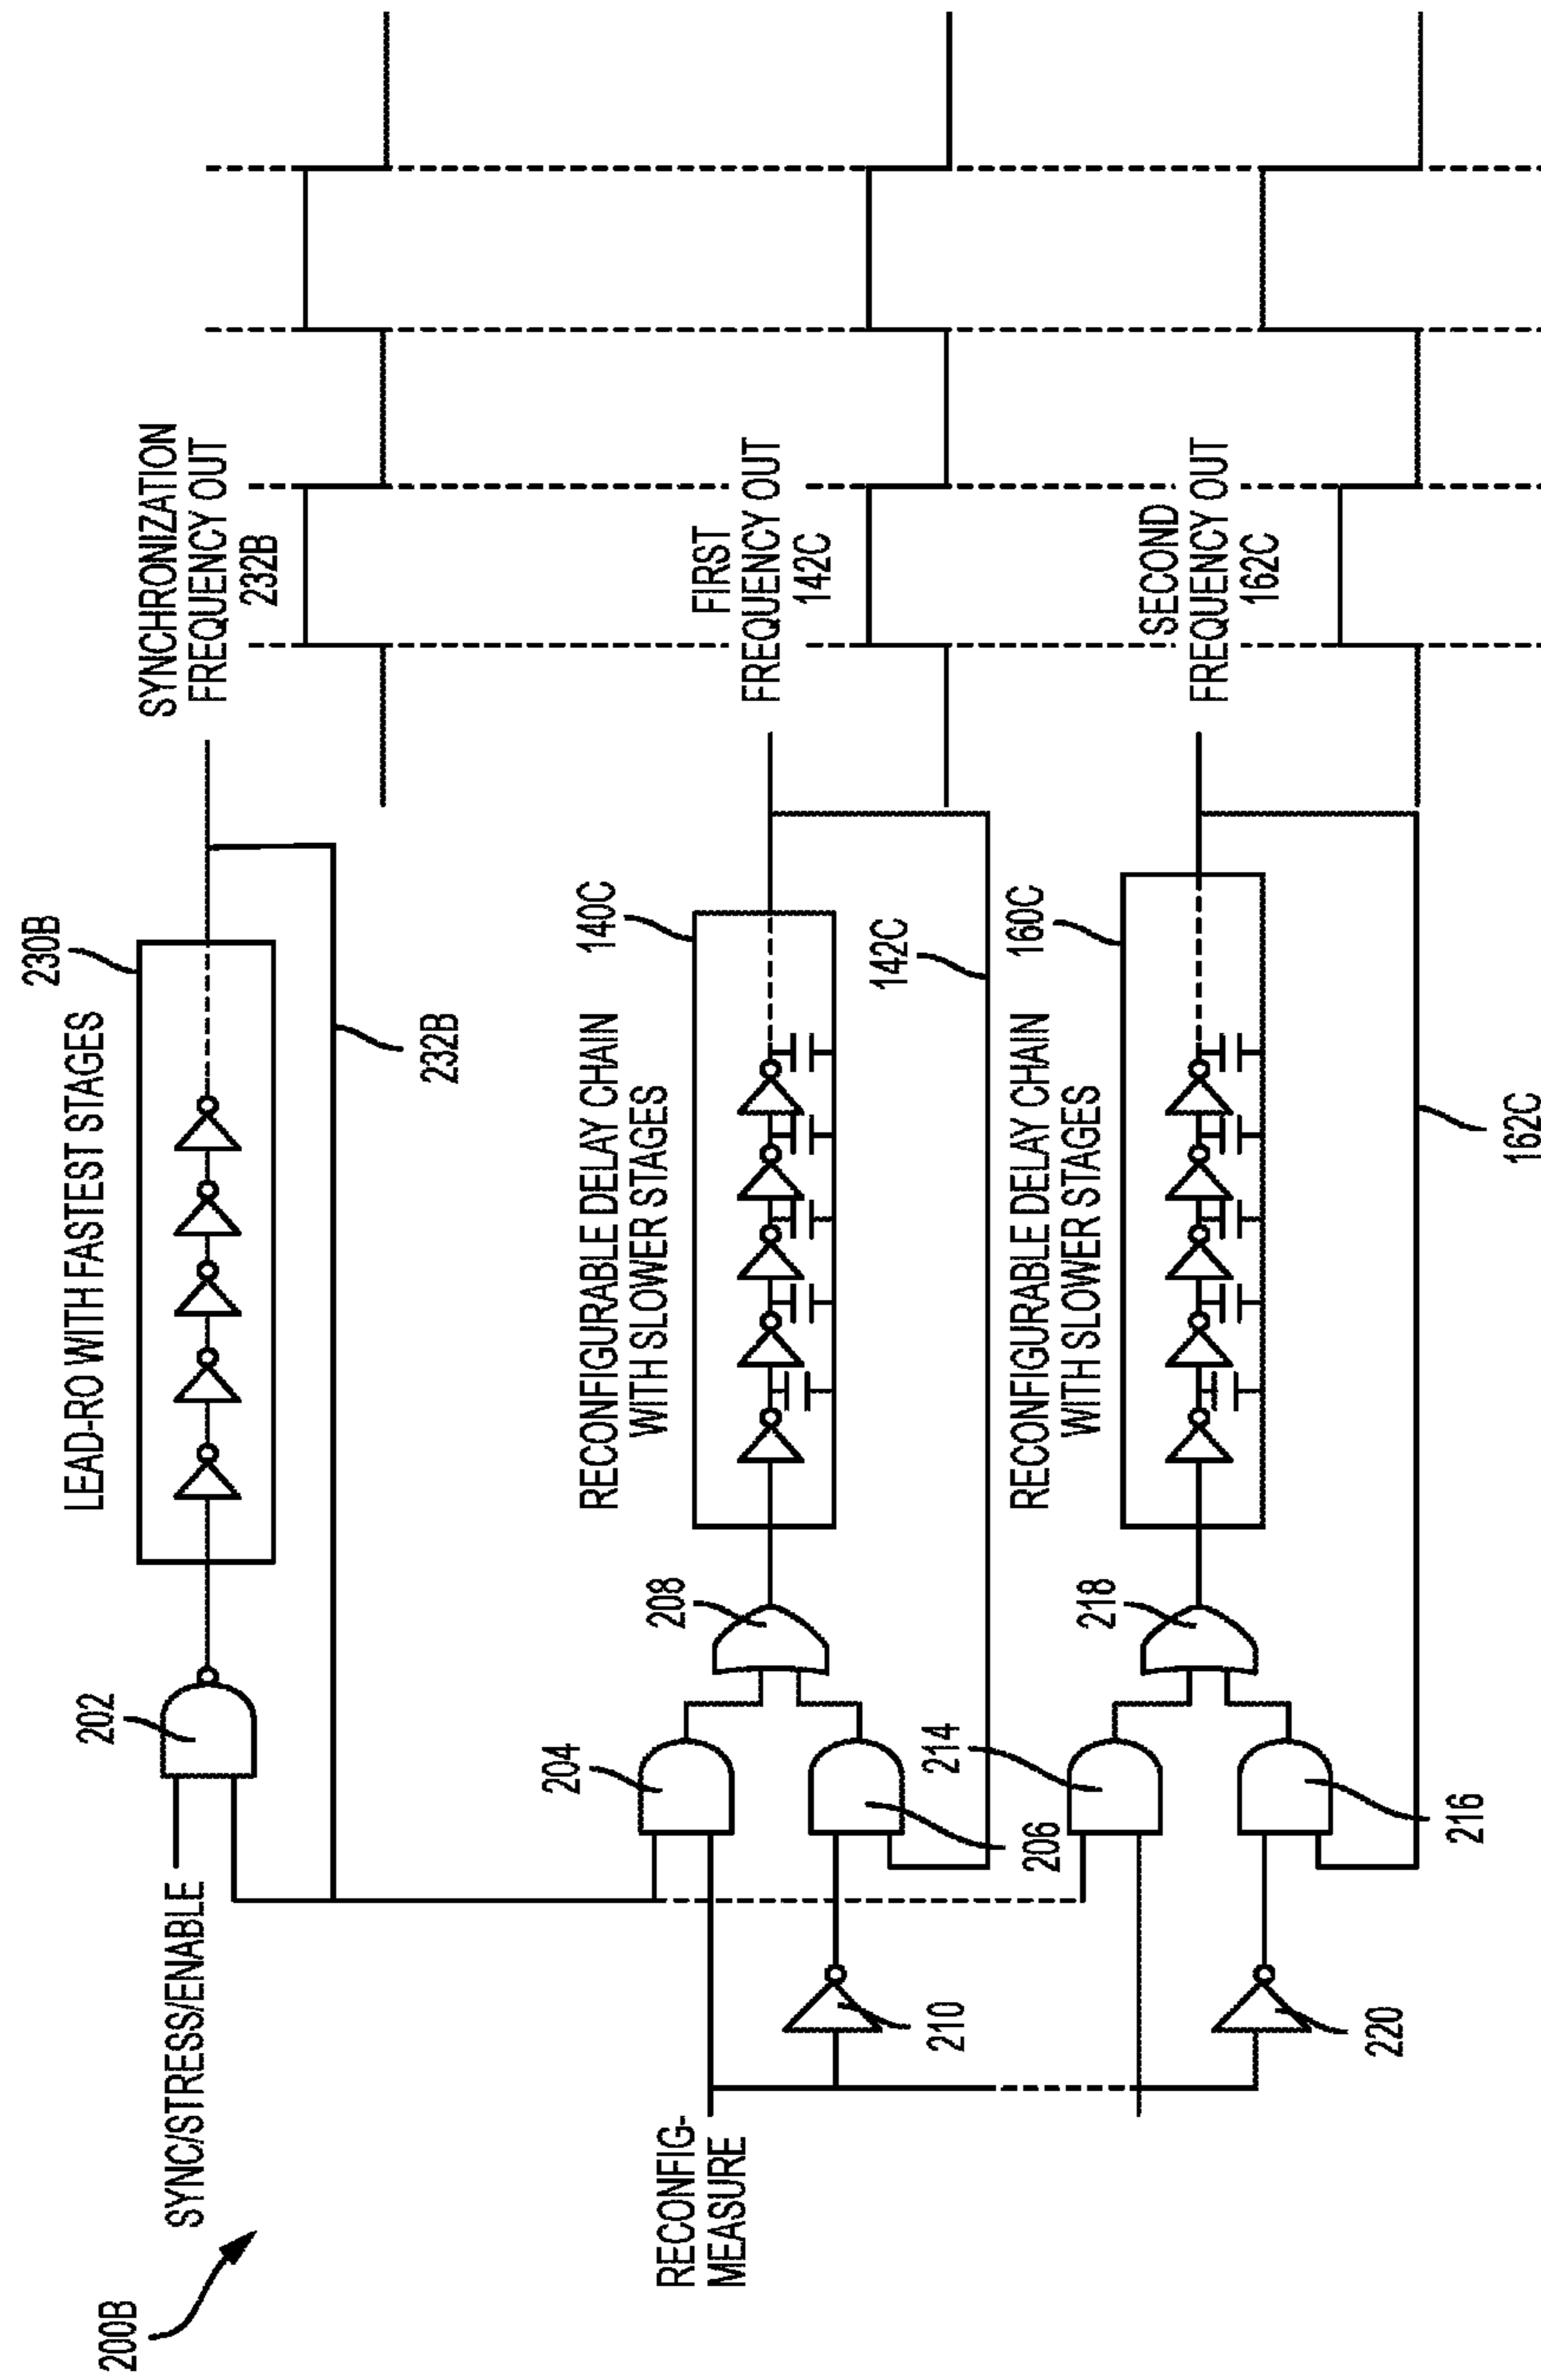 200B
SYNC/STRESS/ENABLE
202
LEAD-RO WITH FASTEST STAGES
230B
232B
SYNCHRONIZATION
FREQUENCY OUT
232B
RECONFIG-
MEASURE
204
206
208
210
RECONFIGURABLE DELAY CHAIN
WITH SLOWER STAGES
140C
142C
FIRST
FREQUENCY OUT
142C
214
216
218
220
RECONFIGURABLE DELAY CHAIN
WITH SLOWER STAGES
160C
162C
SECOND
FREQUENCY OUT
162C